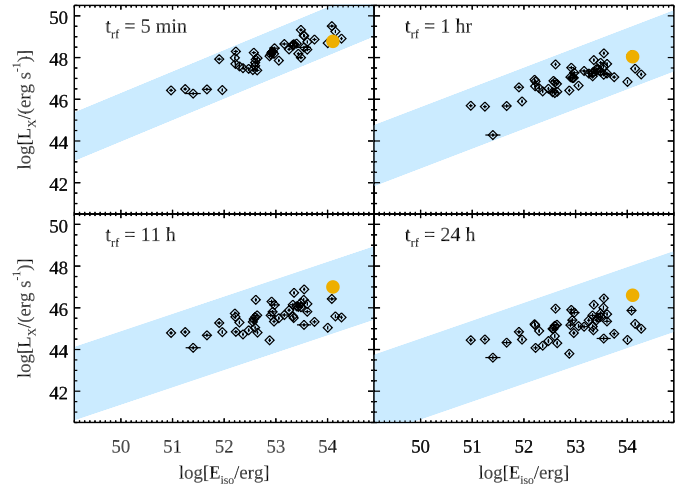 t_rf = 5 min
t_rf = 1 hr
50
48
46
44
42
log[L_X/(erg s^-1)]
t_rf = 11 h
t_rf = 24 h
50
48
46
44
42
log[L_X/(erg s^-1)]
50 51 52 53 54
50 51 52 53 54
log[E_iso/erg]
log[E_iso/erg]